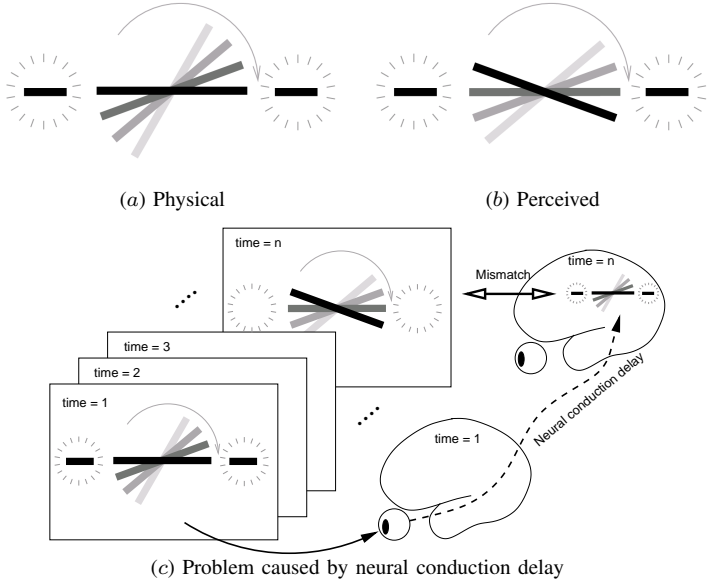 (a) Physical
(b) Perceived
time = n
time = 3
time = 2
time = 1
Mismatch
time = n
time = 1
Neural conduction delay
(c) Problem caused by neural conduction delay